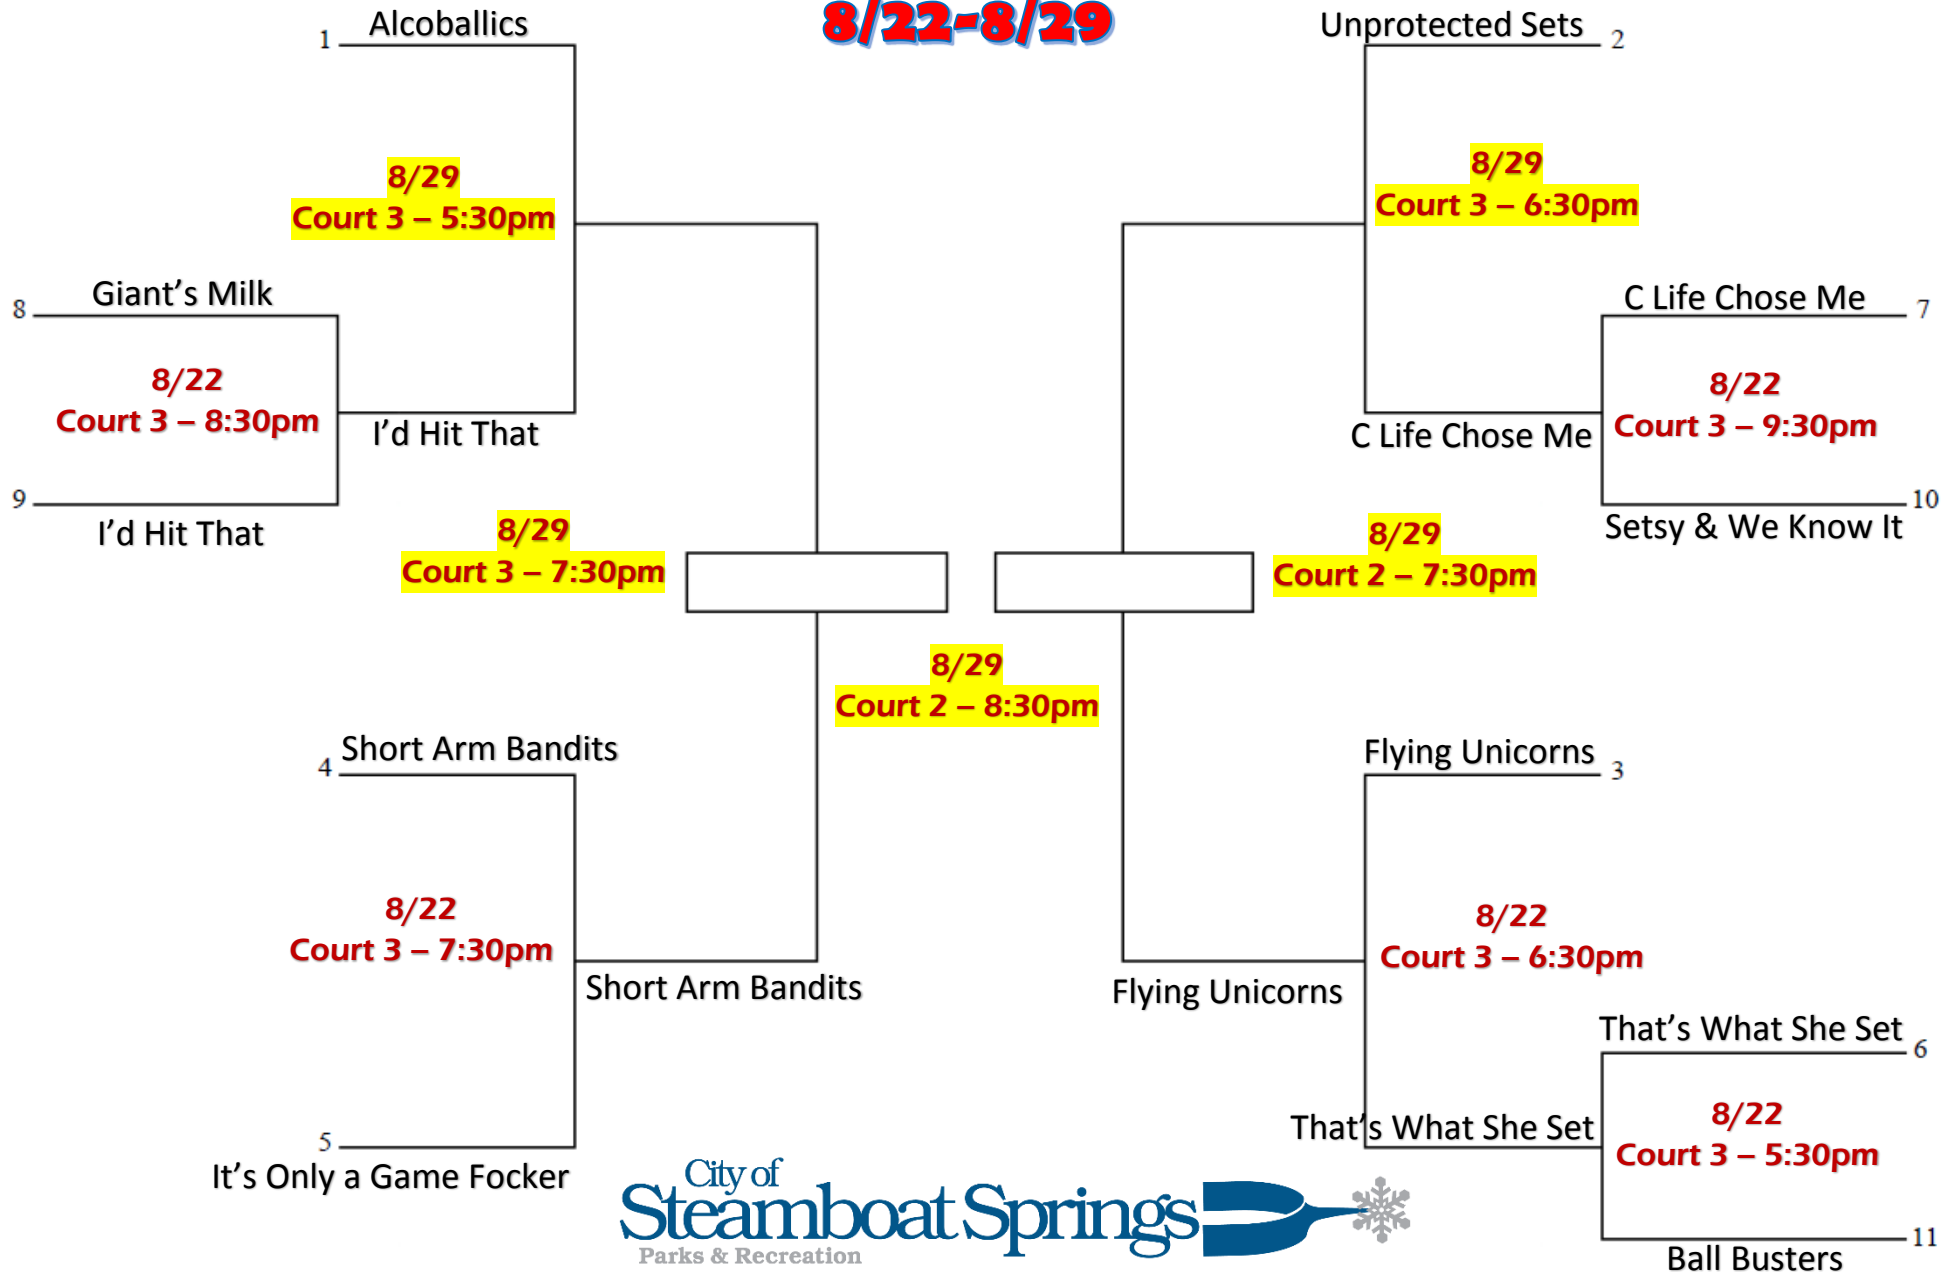 8/22-8/29
1
Alcoballics
Unprotected Sets
2
8/29
Court 3 – 5:30pm
8/29
Court 3 – 6:30pm
8
Giant's Milk
C Life Chose Me
7
8/22
Court 3 – 8:30pm
I'd Hit That
C Life Chose Me
8/22
Court 3 – 9:30pm
9
I'd Hit That
10
Setsy & We Know It
8/29
Court 3 – 7:30pm
8/29
Court 2 – 7:30pm
8/29
Court 2 – 8:30pm
4
Short Arm Bandits
Flying Unicorns
3
8/22
Court 3 – 7:30pm
Short Arm Bandits
8/22
Court 3 – 6:30pm
Flying Unicorns
That's What She Set
6
5
It's Only a Game Focker
That's What She Set
8/22
Court 3 – 5:30pm
11
Ball Busters
City of
Steamboat Springs
Parks & Recreation